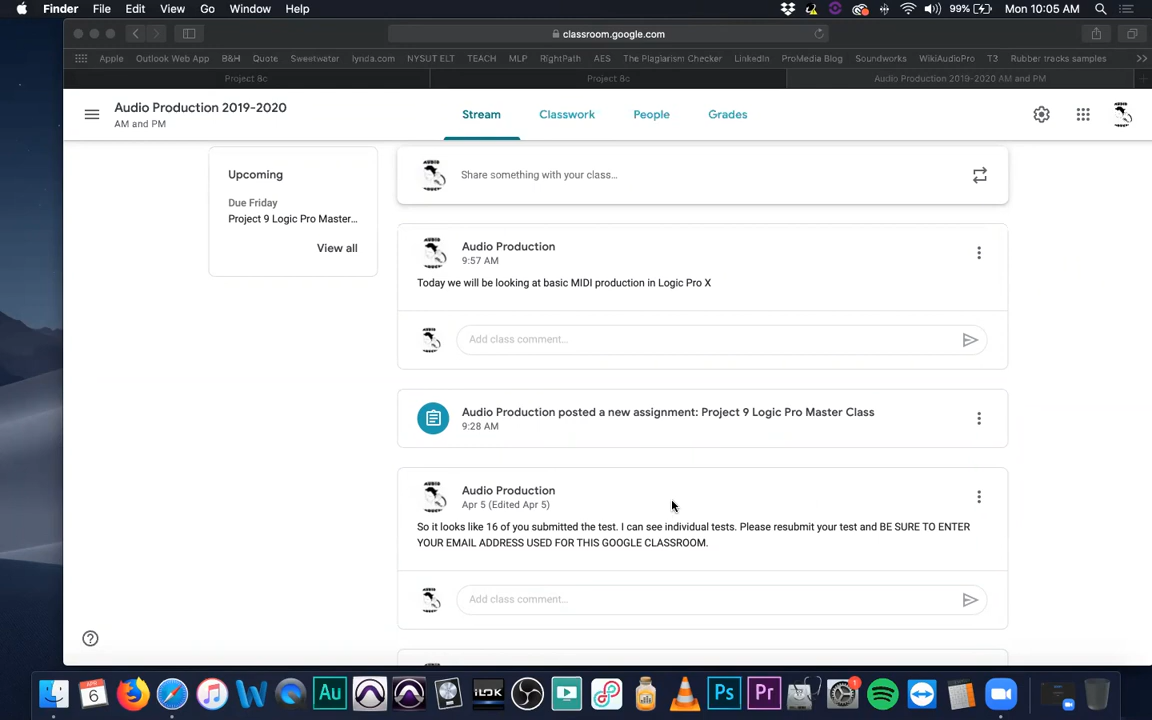 Finder File Edit View Go Window Help
99% Mon 10:05 AM
classroom.google.com
Apple Outlook Web App B&H Quote Sweetwater lynda.com NYSUT ELT TEACH MLP RightPath AES The Plagiarism Checker LinkedIn ProMedia Blog Soundworks WikiAudioPro T3 Rubber tracks samples
Project 8c Project 8c Audio Production 2019-2020 AM and PM
Audio Production 2019-2020
AM and PM
Stream Classwork People Grades
Upcoming
Due Friday
Project 9 Logic Pro Master...
View all
Share something with your class...
Audio Production
9:57 AM
Today we will be looking at basic MIDI production in Logic Pro X
Add class comment...
Audio Production posted a new assignment: Project 9 Logic Pro Master Class
9:28 AM
Audio Production
Apr 5 (Edited Apr 5)
So it looks like 16 of you submitted the test. I can see individual tests. Please resubmit your test and BE SURE TO ENTER
YOUR EMAIL ADDRESS USED FOR THIS GOOGLE CLASSROOM.
Add class comment...
APR
6
Au
iLOK
Ps
Pr
1